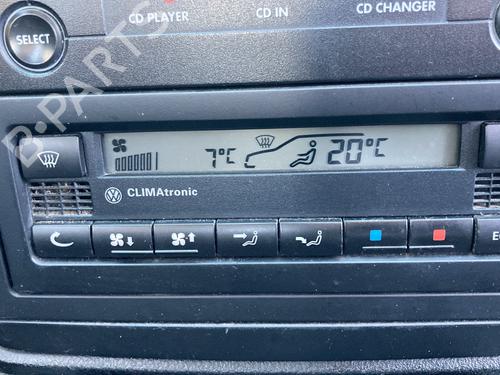 SELECT
CD PLAYER
CD IN
CD CHANGER
7°C
20°C
CLIMAtronic
B-PARTS